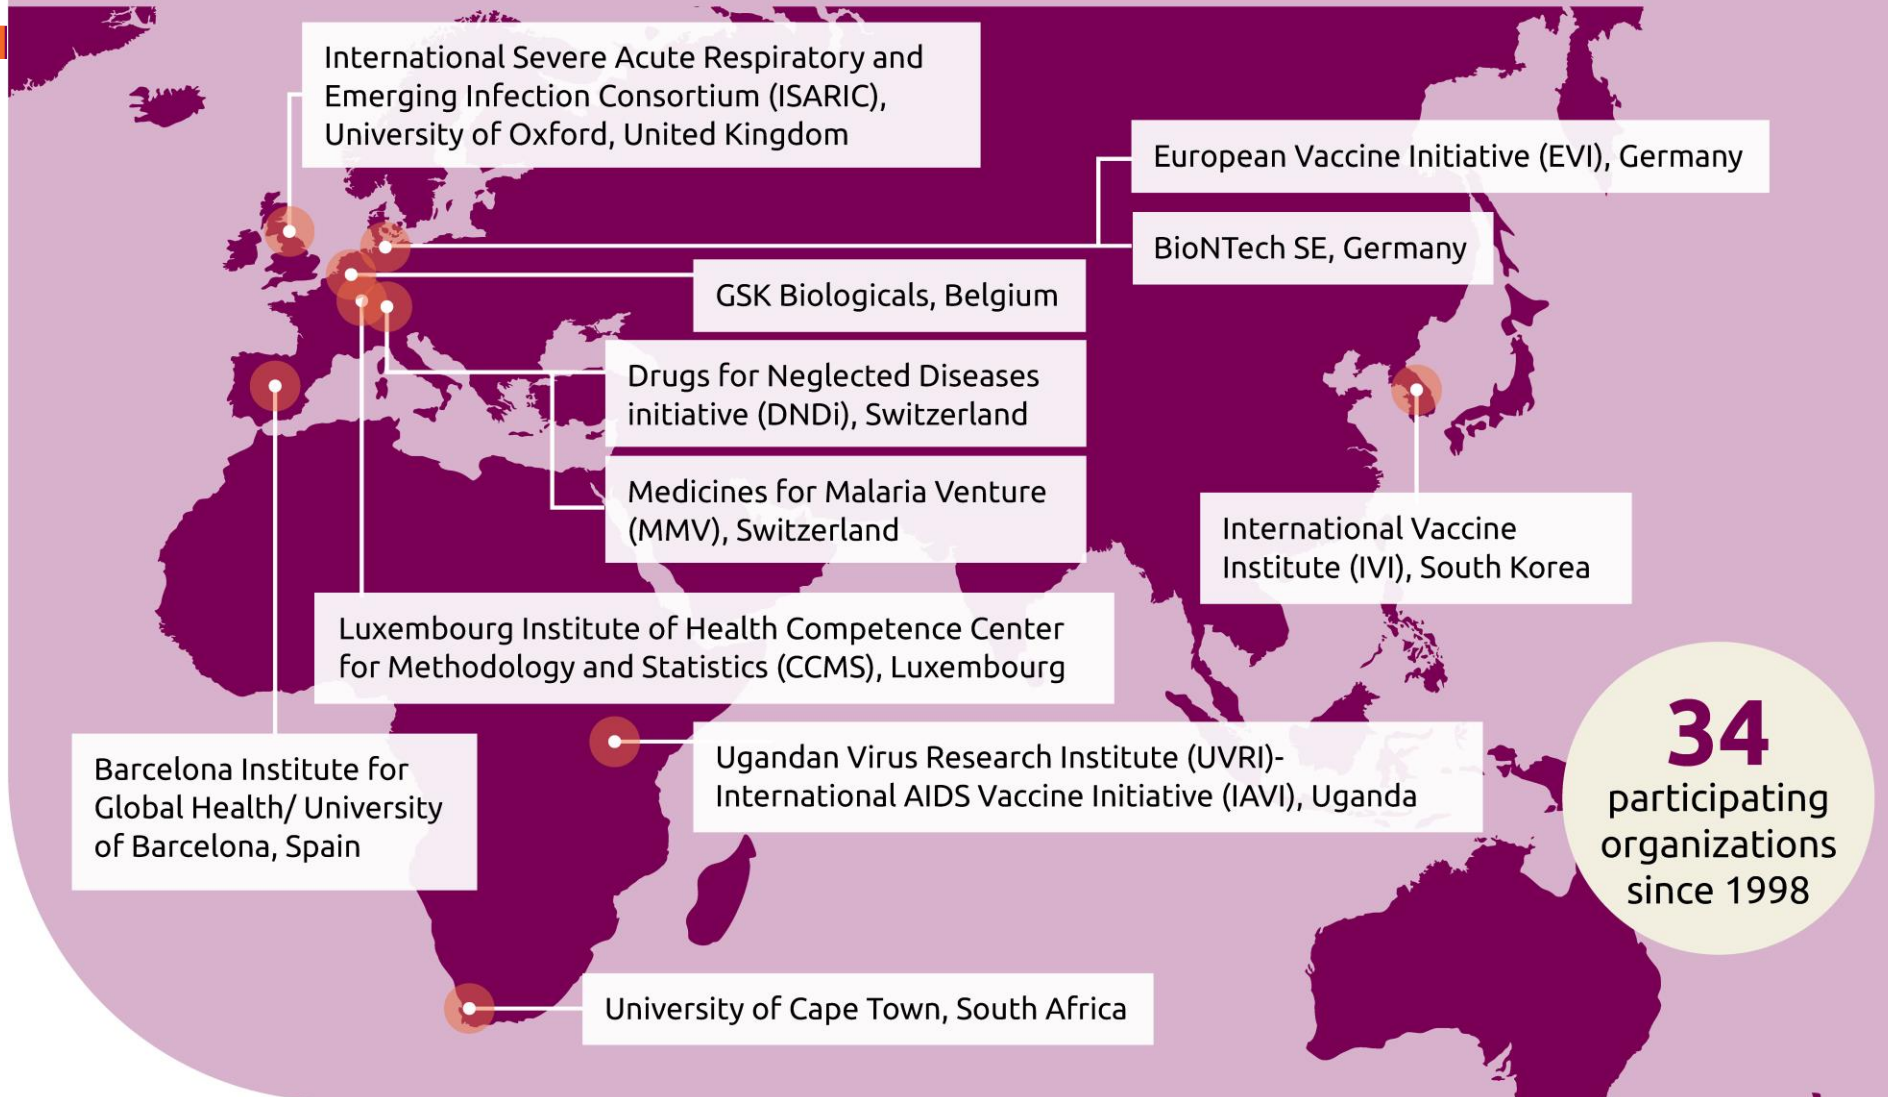 International Severe Acute Respiratory and
Emerging Infection Consortium (ISARIC),
University of Oxford, United Kingdom
European Vaccine Initiative (EVI), Germany
BioNTech SE, Germany
GSK Biologicals, Belgium
Drugs for Neglected Diseases
initiative (DNDi), Switzerland
Medicines for Malaria Venture
(MMV), Switzerland
International Vaccine
Institute (IVI), South Korea
Luxembourg Institute of Health Competence Center
for Methodology and Statistics (CCMS), Luxembourg
Ugandan Virus Research Institute (UVRI)-
International AIDS Vaccine Initiative (IAVI), Uganda
Barcelona Institute for
Global Health/ University
of Barcelona, Spain
University of Cape Town, South Africa
34
participating
organizations
since 1998